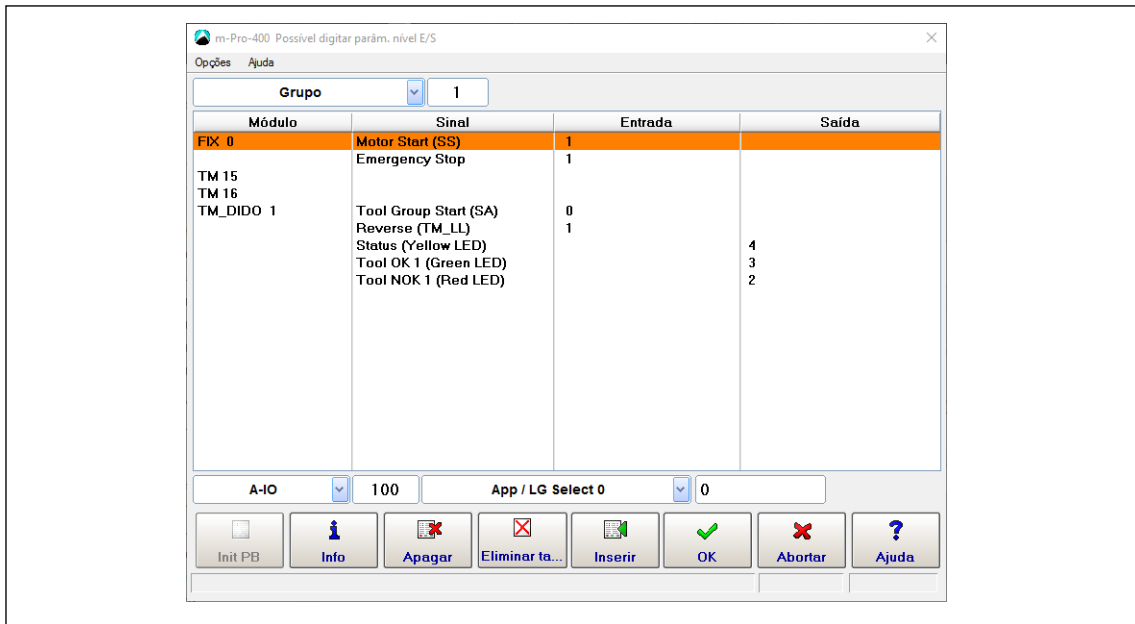 m-Pro-400 Possível digitar parâm. nível E/S
Opções Ajuda
Grupo 1
Módulo Sinal Entrada Saída
FIX 0 Motor Start (SS) 1
Emergency Stop 1
TM 15
TM 16
TM_DIDO 1 Tool Group Start (SA) 0
Reverse (TM_LL) 1
Status (Yellow LED) 4
Tool OK 1 (Green LED) 3
Tool NOK 1 (Red LED) 2
A-IO 100 App / LG Select 0 0
Init PB Info Apagar Eliminar ta... Inserir OK Abortar Ajuda